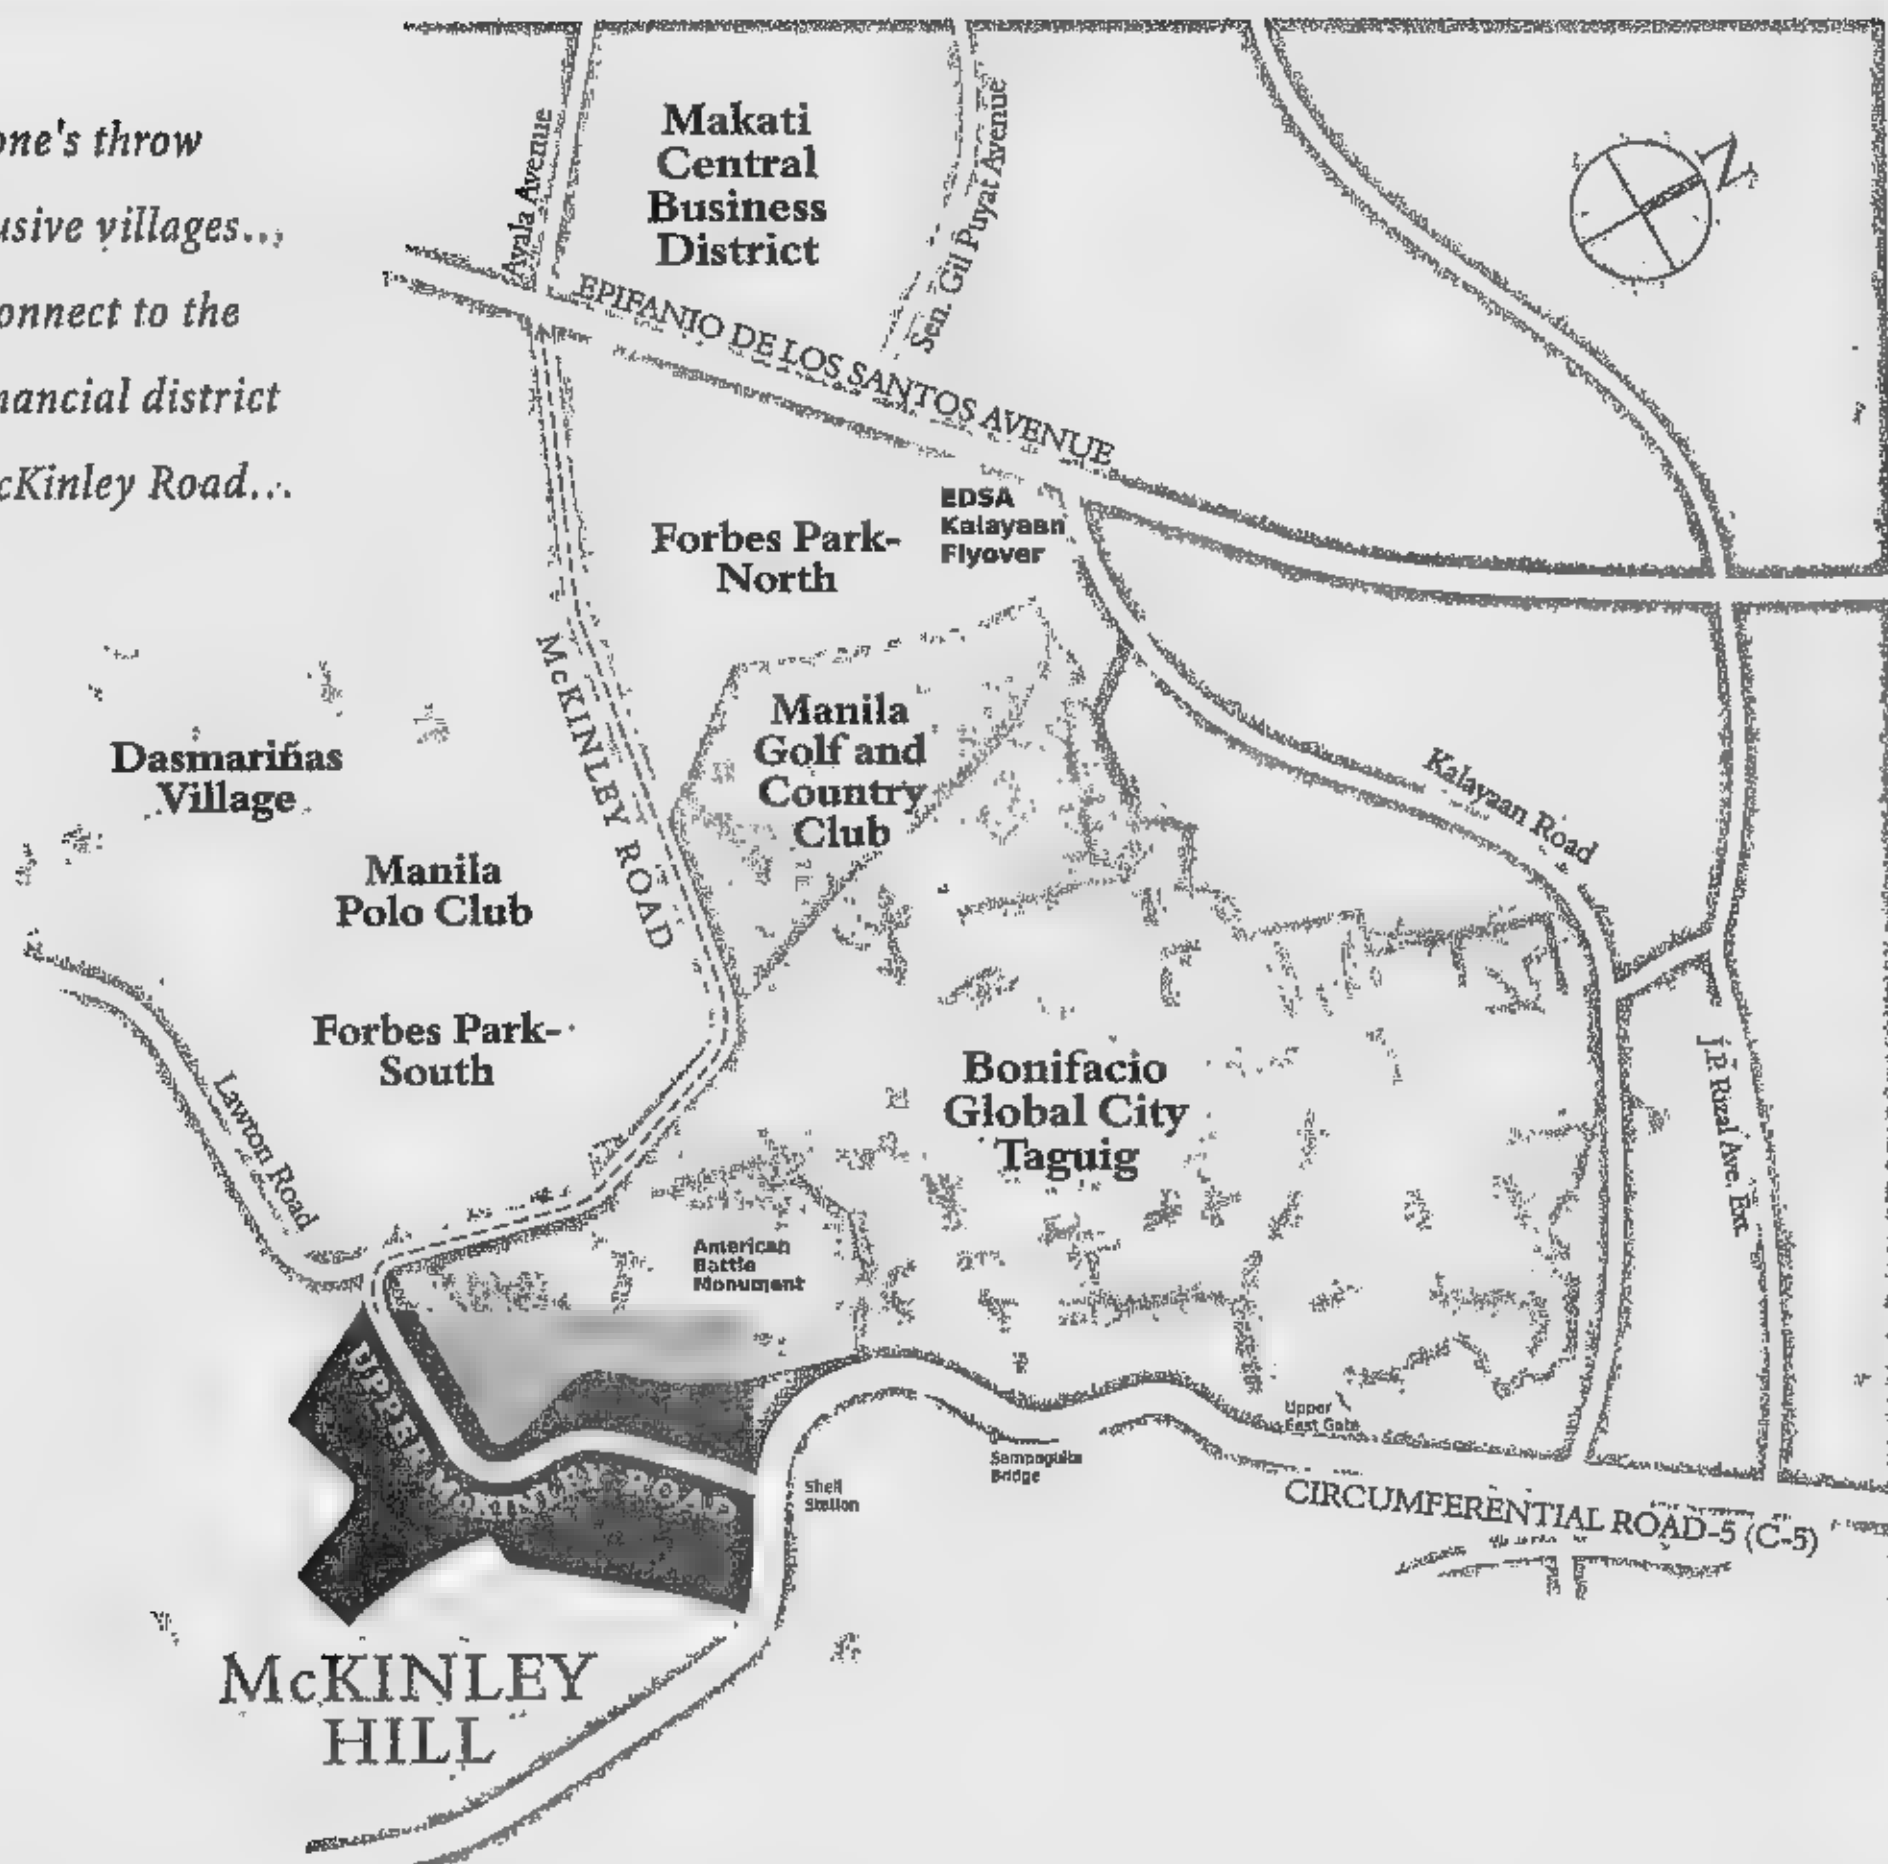 one's throw
usive villages...
onnect to the
nancial district
cKinley Road...
Ayala Avenue
Makati
Central
Business
District
Sen. Gil Puyat Avenue
N
EPIFANIO DE LOS SANTOS AVENUE
EDSA
Kalayaan
Flyover
Forbes Park-
North
McKINLEY ROAD
Manila
Golf and
Country
Club
Dasmariñas
Village
Manila
Polo Club
Kalayaan Road
Forbes Park-
South
Lawton Road
Bonifacio
Global City
Taguig
J.P. Rizal Ave. Ext.
American
Battle
Monument
UPPER McKINLEY ROAD
Upper
East Gate
Sampaguita
Bridge
Shell
Station
CIRCUMFERENTIAL ROAD-5 (C-5)
McKINLEY
HILL